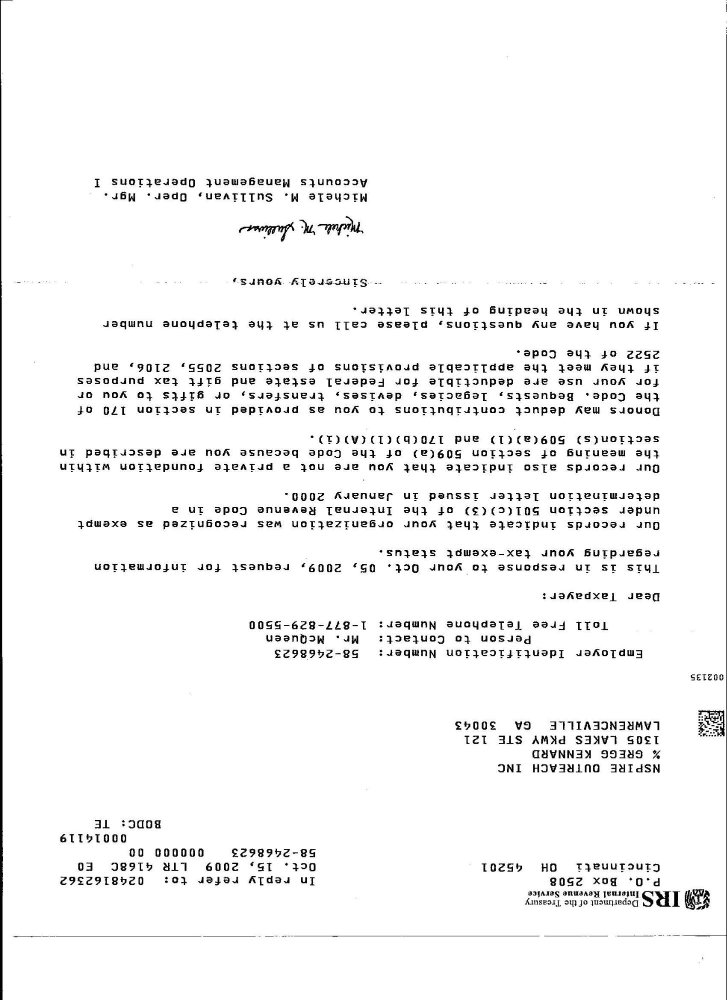 IRS Department of the Treasury
Internal Revenue Service
P.O. Box 2508
Cincinnati OH 45201
In reply refer to: 0248162362
Oct. 15, 2009 LTR 4168C E0
58-2468623 000000 00
00014119
BODC: TE
NSPIRE OUTREACH INC
% GREGG KENNARD
1305 LAKES PKWY STE 121
LAWRENCEVILLE GA 30043
002135
Employer Identification Number: 58-2468623
Person to Contact: Mr. McQueen
Toll Free Telephone Number: 1-877-829-5500
Dear Taxpayer:
This is in response to your Oct. 05, 2009, request for information
regarding your tax-exempt status.
Our records indicate that your organization was recognized as exempt
under section 501(c)(3) of the Internal Revenue Code in a
determination letter issued in January 2000.
Our records also indicate that you are not a private foundation within
the meaning of section 509(a) of the Code because you are described in
section(s) 509(a)(1) and 170(b)(1)(A)(i).
Donors may deduct contributions to you as provided in section 170 of
the Code. Bequests, legacies, devises, transfers, or gifts to you or
for your use are deductible for Federal estate and gift tax purposes
if they meet the applicable provisions of sections 2055, 2106, and
2522 of the Code.
If you have any questions, please call us at the telephone number
shown in the heading of this letter.
Sincerely yours,
Michele M. Sullivan
Michele M. Sullivan, Oper. Mgr.
Accounts Management Operations I